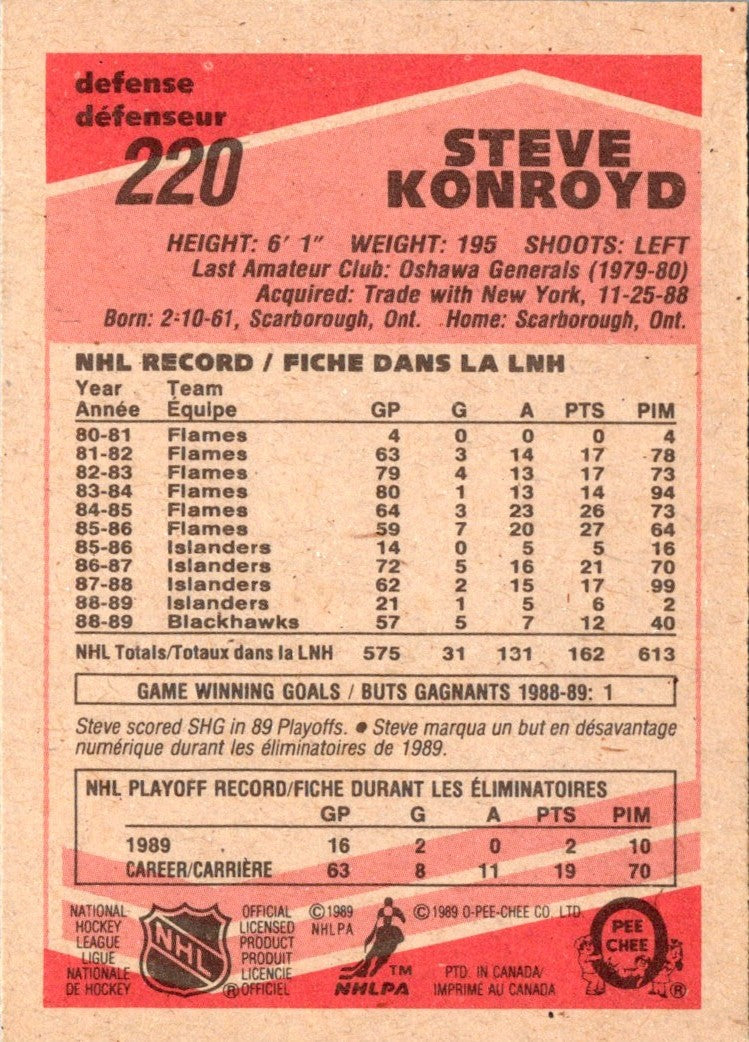 defense
défenseur
220
STEVE
KONROYD
HEIGHT: 6' 1" WEIGHT: 195 SHOOTS: LEFT
Last Amateur Club: Oshawa Generals (1979-80)
Acquired: Trade with New York, 11-25-88
Born: 2-10-61, Scarborough, Ont. Home: Scarborough, Ont.
NHL RECORD / FICHE DANS LA LNH
Year Team
Année Équipe GP G A PTS PIM
80-81 Flames 4 0 0 0 4
81-82 Flames 63 3 14 17 78
82-83 Flames 79 4 13 17 73
83-84 Flames 80 1 13 14 94
84-85 Flames 64 3 23 26 73
85-86 Flames 59 7 20 27 64
85-86 Islanders 14 0 5 5 16
86-87 Islanders 72 5 16 21 70
87-88 Islanders 62 2 15 17 99
88-89 Islanders 21 1 5 6 2
88-89 Blackhawks 57 5 7 12 40
NHL Totals/Totaux dans la LNH 575 31 131 162 613
GAME WINNING GOALS / BUTS GAGNANTS 1988-89: 1
Steve scored SHG in 89 Playoffs. ● Steve marqua un but en désavantage
numérique durant les éliminatoires de 1989.
NHL PLAYOFF RECORD/FICHE DURANT LES ÉLIMINATOIRES
GP G A PTS PIM
1989 16 2 0 2 10
CAREER/CARRIÈRE 63 8 11 19 70
NATIONAL
HOCKEY
LEAGUE
LIGUE
NATIONALE
DE HOCKEY
NHL
®
OFFICIAL
LICENSED
PRODUCT
PRODUIT
LICENCIE
OFFICIEL
©1989
NHLPA
TM
NHLPA
©1989 O-PEE-CHEE CO. LTD.
PTD. IN CANADA/
IMPRIME AU CANADA
PEE
CHEE
®